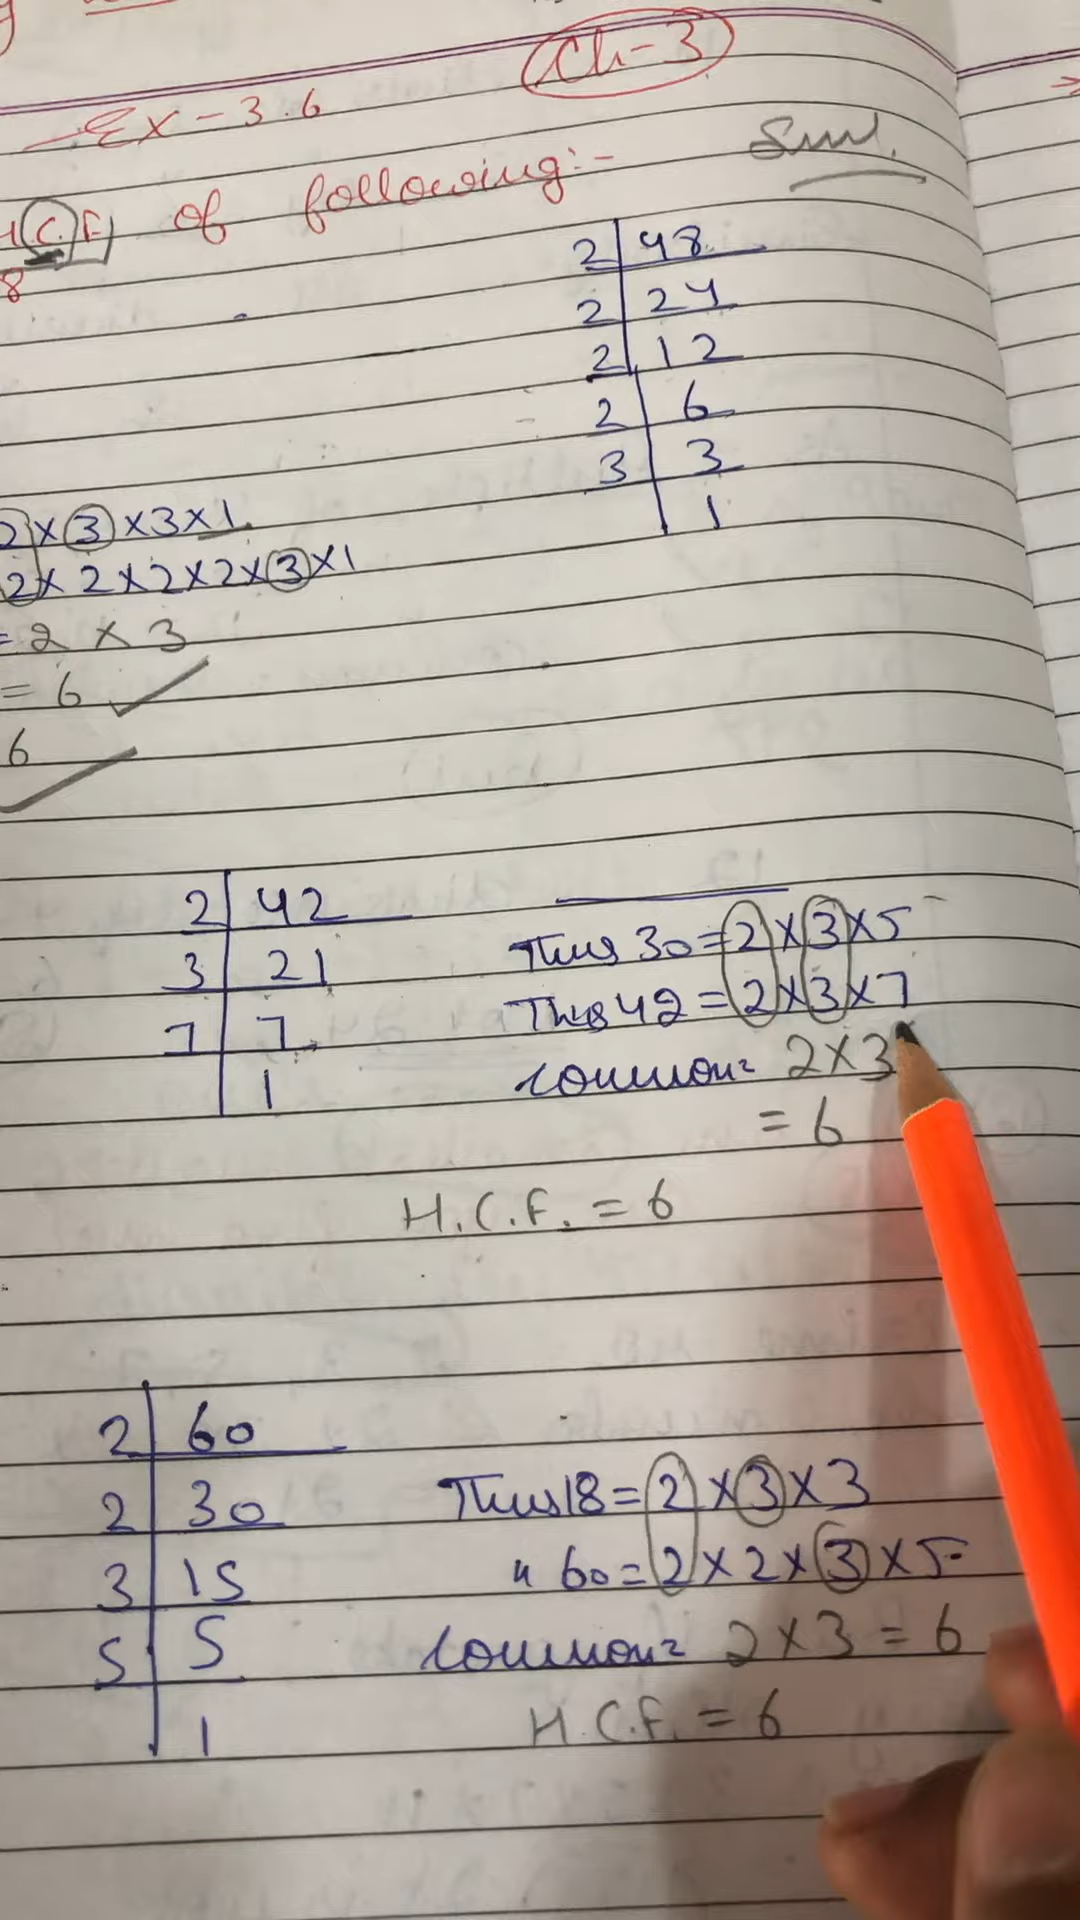 Ch-3
Ex-3.6
C.F) of following:-
8
2 | 48
2 | 24
2 | 12
2 | 6
3 | 3
1
2×3×3×1
2×2×2×2×3×1
=2×3
=6
6
2 | 42
3 | 21
7 | 7
1
Thus 30=2×3×5
Thus 42=2×3×7
common= 2×3
=6
H.C.F.=6
2 | 60
2 | 30
3 | 15
5 | 5
1
Thus 18=2×3×3
" 60=2×2×3×5
common= 2×3=6
H.C.F.=6